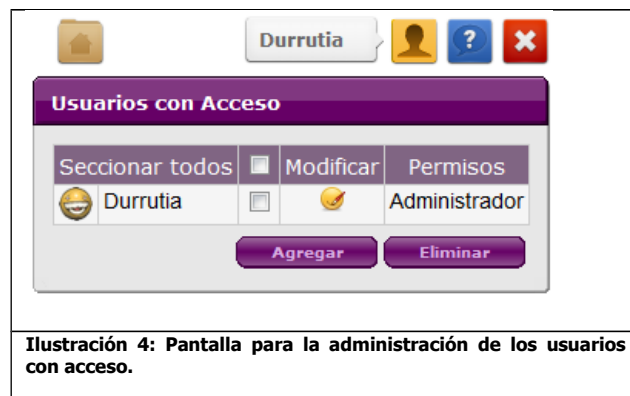 Durrutia
?
Usuarios con Acceso
Seccionar todos Modificar Permisos
Durrutia Administrador
Agregar Eliminar
Ilustración 4: Pantalla para la administración de los usuarios
con acceso.